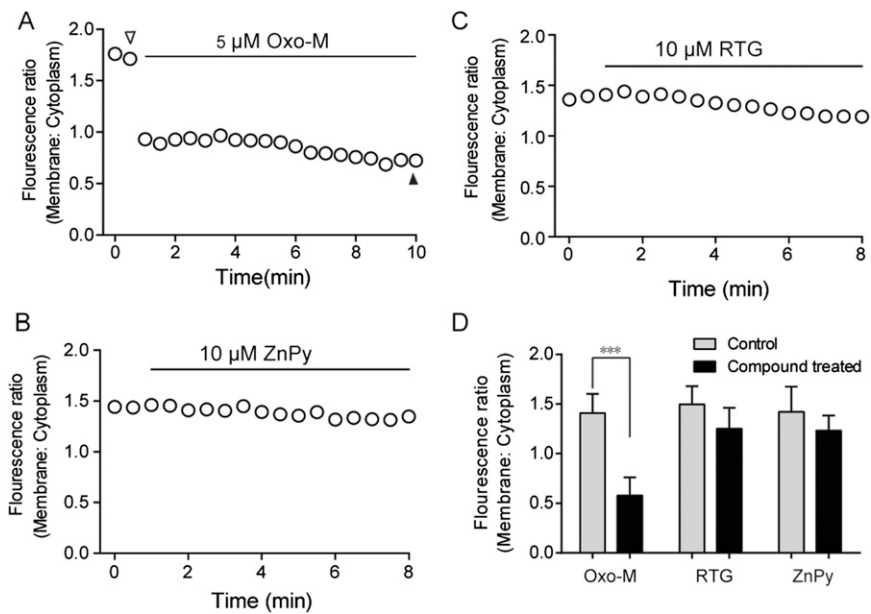 A
5 μM Oxo-M
Flourescence ratio
(Membrane: Cytoplasm)
2.0
1.5
1.0
0.5
0.0
0 2 4 6 8 10
Time(min)
B
10 μM ZnPy
Flourescence ratio
(Membrane: Cytoplasm)
2.0
1.5
1.0
0.5
0.0
0 2 4 6 8
Time (min)
C
10 μM RTG
Flourescence ratio
(Membrane: Cytoplasm)
2.0
1.5
1.0
0.5
0.0
0 2 4 6 8
Time (min)
D
Control
Compound treated
***
Flourescence ratio
(Membrane: Cytoplasm)
2.0
1.5
1.0
0.5
0.0
Oxo-M RTG ZnPy